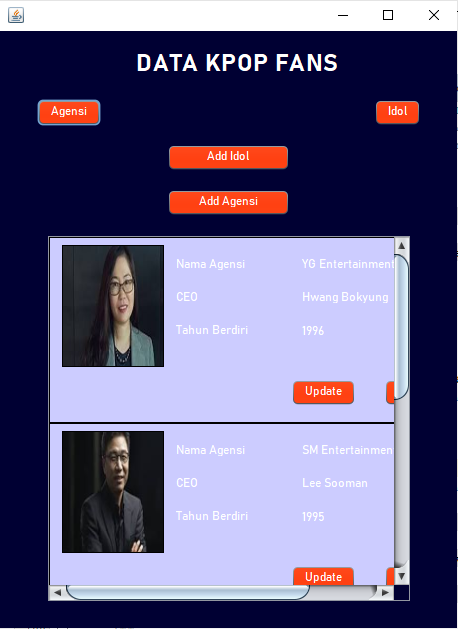 DATA KPOP FANS
Agensi
Idol
Add Idol
Add Agensi
Nama Agensi YG Entertainment
CEO Hwang Bokyung
Tahun Berdiri 1996
Update
Nama Agensi SM Entertainmen
CEO Lee Sooman
Tahun Berdiri 1995
Update